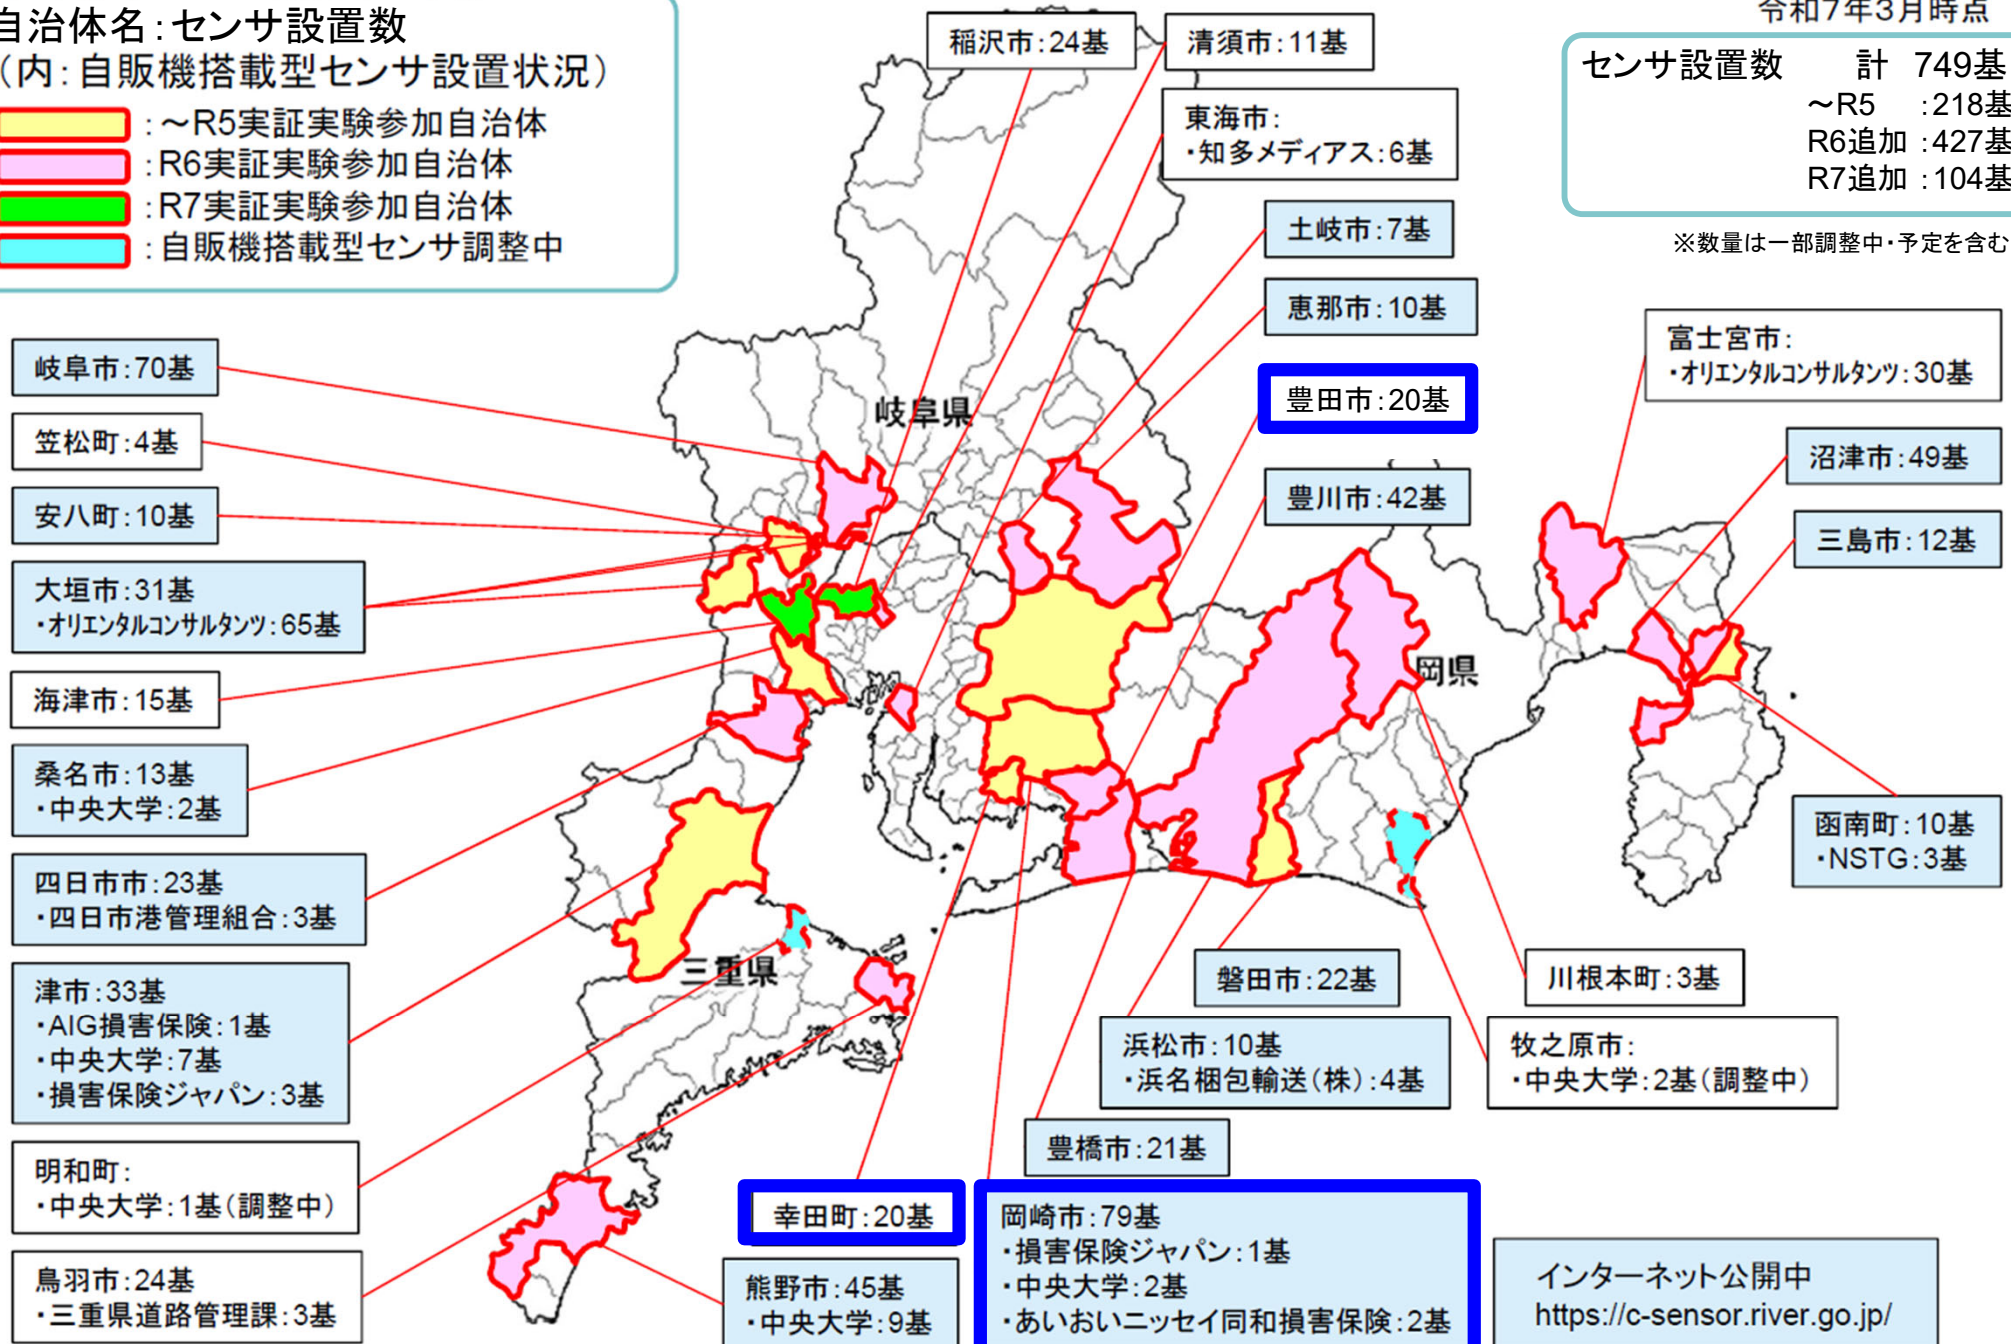 自治体名：センサ設置数
（内：自販機搭載型センサ設置状況）
：～R5実証実験参加自治体
：R6実証実験参加自治体
：R7実証実験参加自治体
：自販機搭載型センサ調整中
令和7年3月時点
センサ設置数　計 749基
～R5 ：218基
R6追加 ：427基
R7追加 ：104基
※数量は一部調整中・予定を含む
稲沢市：24基
清須市：11基
東海市：
・知多メディアス：6基
土岐市：7基
恵那市：10基
豊田市：20基
豊川市：42基
富士宮市：
・オリエンタルコンサルタンツ：30基
沼津市：49基
三島市：12基
函南町：10基
・NSTG：3基
岐阜市：70基
笠松町：4基
安八町：10基
大垣市：31基
・オリエンタルコンサルタンツ：65基
海津市：15基
桑名市：13基
・中央大学：2基
四日市市：23基
・四日市港管理組合：3基
津市：33基
・AIG損害保険：1基
・中央大学：7基
・損害保険ジャパン：3基
明和町：
・中央大学：1基（調整中）
鳥羽市：24基
・三重県道路管理課：3基
岐阜県
岡県
三重県
磐田市：22基
川根本町：3基
浜松市：10基
・浜名梱包輸送（株）：4基
牧之原市：
・中央大学：2基（調整中）
豊橋市：21基
幸田町：20基
岡崎市：79基
・損害保険ジャパン：1基
・中央大学：2基
・あいおいニッセイ同和損害保険：2基
熊野市：45基
・中央大学：9基
インターネット公開中
https://c-sensor.river.go.jp/